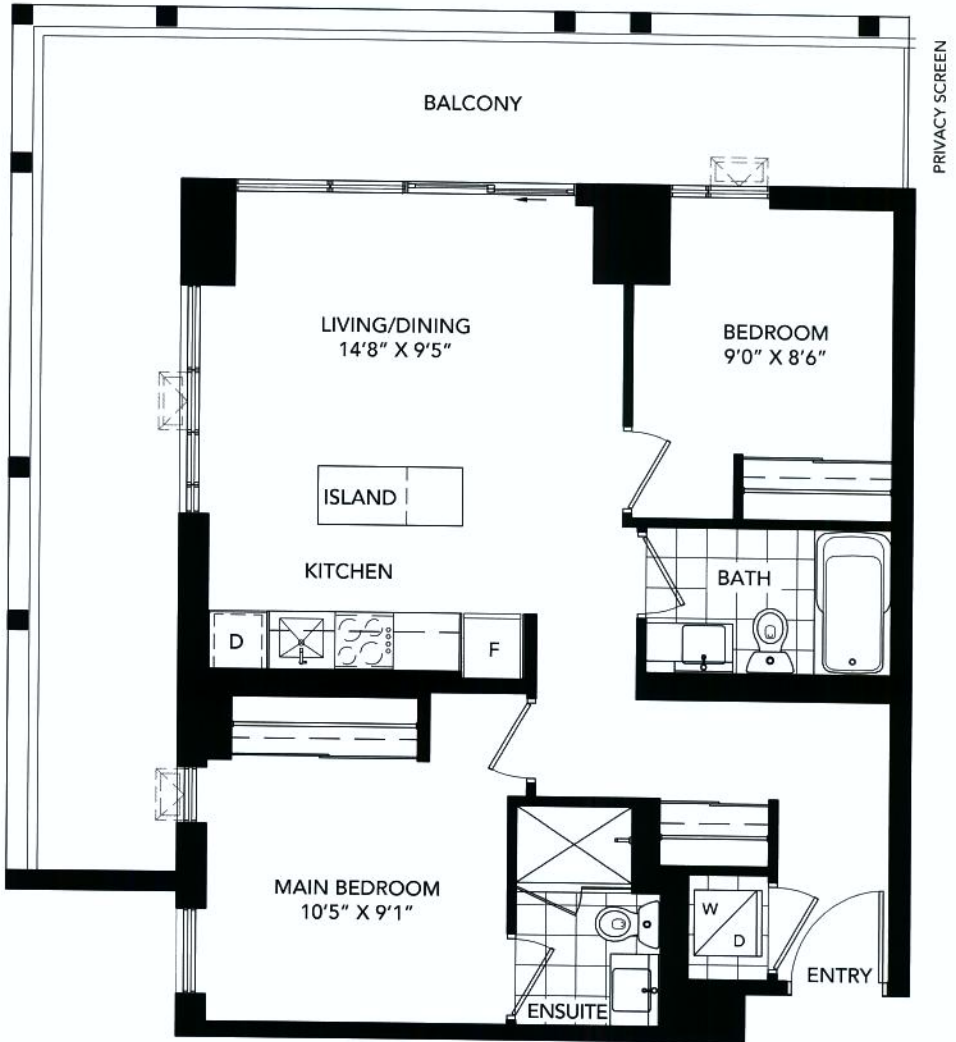 BALCONY
PRIVACY SCREEN
LIVING/DINING
14'8" X 9'5"
BEDROOM
9'0" X 8'6"
ISLAND
KITCHEN
BATH
D
F
MAIN BEDROOM
10'5" X 9'1"
W
D
ENTRY
ENSUITE